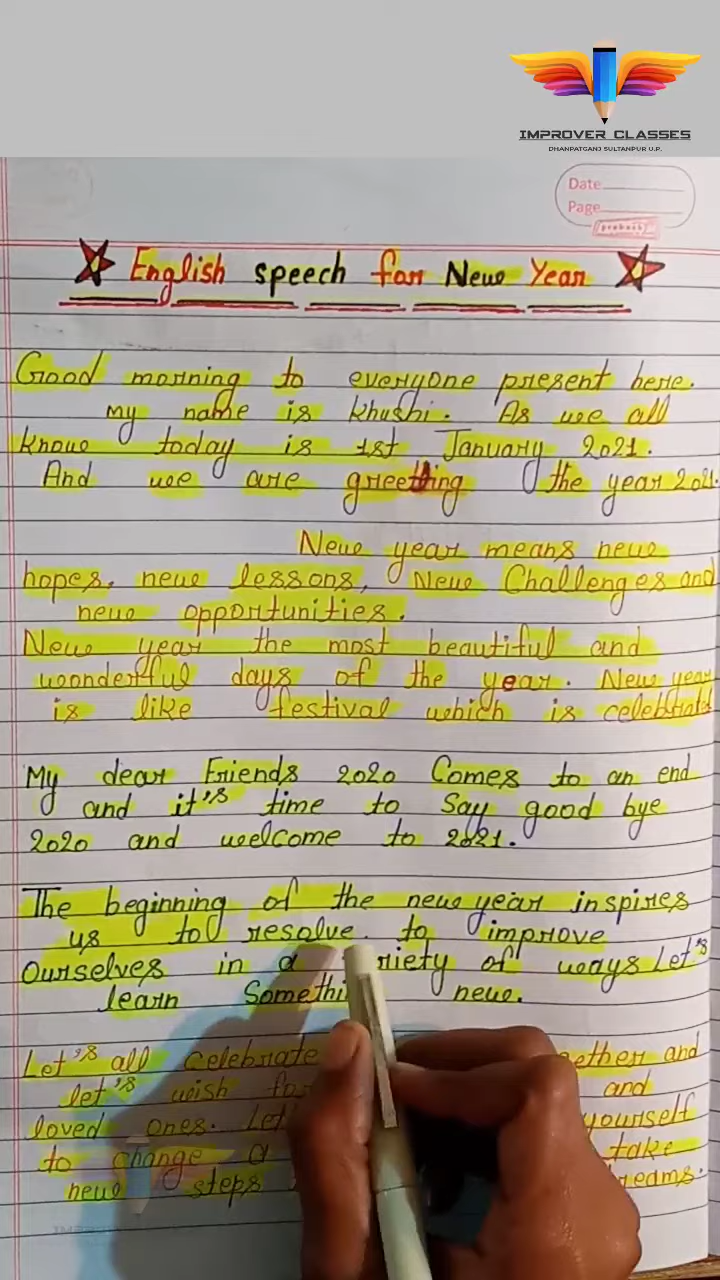 IMPROVER CLASSES
DHANPATGANJ SULTANPUR U.P.
Date
Page
prabhat
English speech for New Year
Good morning to everyone present here.
My name is Khushi. As we all
know today is 1st January 2021.
And we are greething the year 2021.
New year means new
hopes, new lessons, New Challenges and
new opportunities.
New year the most beautiful and
wonderful days of the year. New year
is like festival which is celebrated
My dear Friends 2020 Comes to an end
and it's time to Say good bye
2020 and welcome to 2021.
The beginning of the new year inspires
us to resolve to improve
Ourselves in a riety of ways Let's
learn Somethi new.
Let's all celebrate ether and
let's wish for and
loved ones. Let yourself
to change a take
new steps reams.